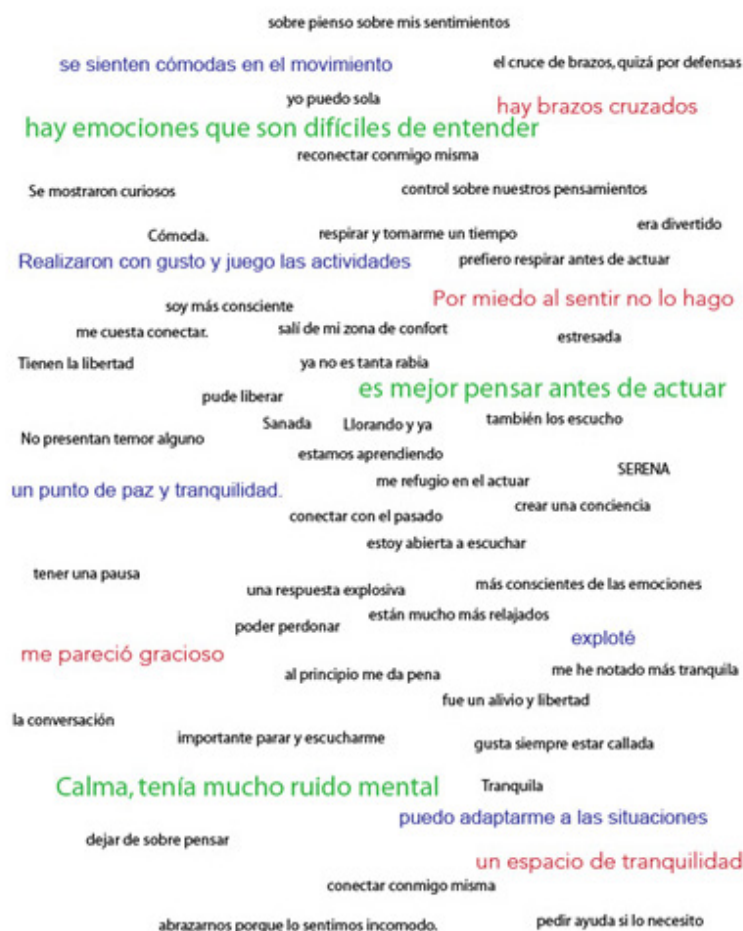 sobre pienso sobre mis sentimientos
se sienten cómodas en el movimiento
el cruce de brazos, quizá por defensas
yo puedo sola
hay brazos cruzados
hay emociones que son difíciles de entender
reconectar conmigo misma
Se mostraron curiosos
control sobre nuestros pensamientos
era divertido
Cómoda.
respirar y tomarme un tiempo
Realizaron con gusto y juego las actividades
prefiero respirar antes de actuar
Por miedo al sentir no lo hago
soy más consciente
me cuesta conectar.
salí de mi zona de confort
estresada
Tienen la libertad
ya no es tanta rabia
es mejor pensar antes de actuar
pude liberar
Sanada
Llorando y ya
también los escucho
No presentan temor alguno
estamos aprendiendo
SERENA
me refugio en el actuar
un punto de paz y tranquilidad.
crear una conciencia
conectar con el pasado
estoy abierta a escuchar
tener una pausa
una respuesta explosiva
más conscientes de las emociones
están mucho más relajados
poder perdonar
exploté
me pareció gracioso
al principio me da pena
me he notado más tranquila
fue un alivio y libertad
la conversación
importante parar y escucharme
gusta siempre estar callada
Calma, tenía mucho ruido mental
Tranquila
puedo adaptarme a las situaciones
dejar de sobre pensar
un espacio de tranquilidad
conectar conmigo misma
abrazarnos porque lo sentimos incomodo.
pedir ayuda si lo necesito